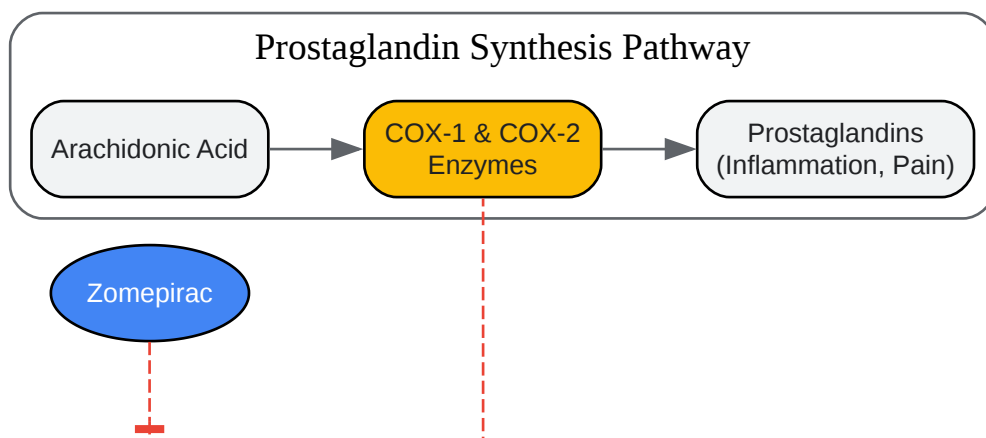 Prostaglandin Synthesis Pathway
Arachidonic Acid
COX-1 & COX-2
Enzymes
Prostaglandins
(Inflammation, Pain)
Zomepirac